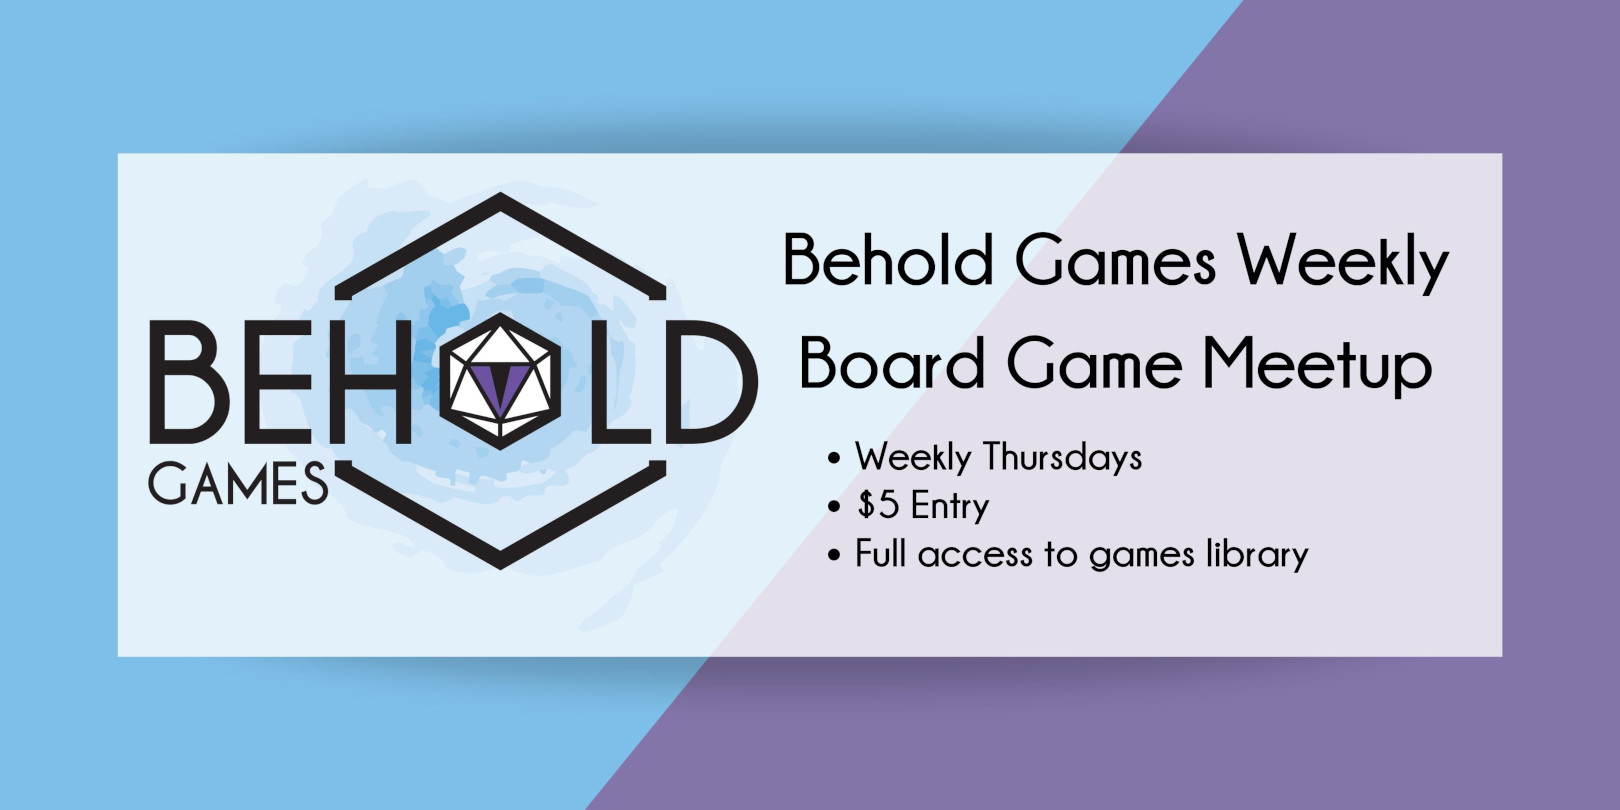 BEHOLD
GAMES
Behold Games Weekly
Board Game Meetup
• Weekly Thursdays
• $5 Entry
• Full access to games library